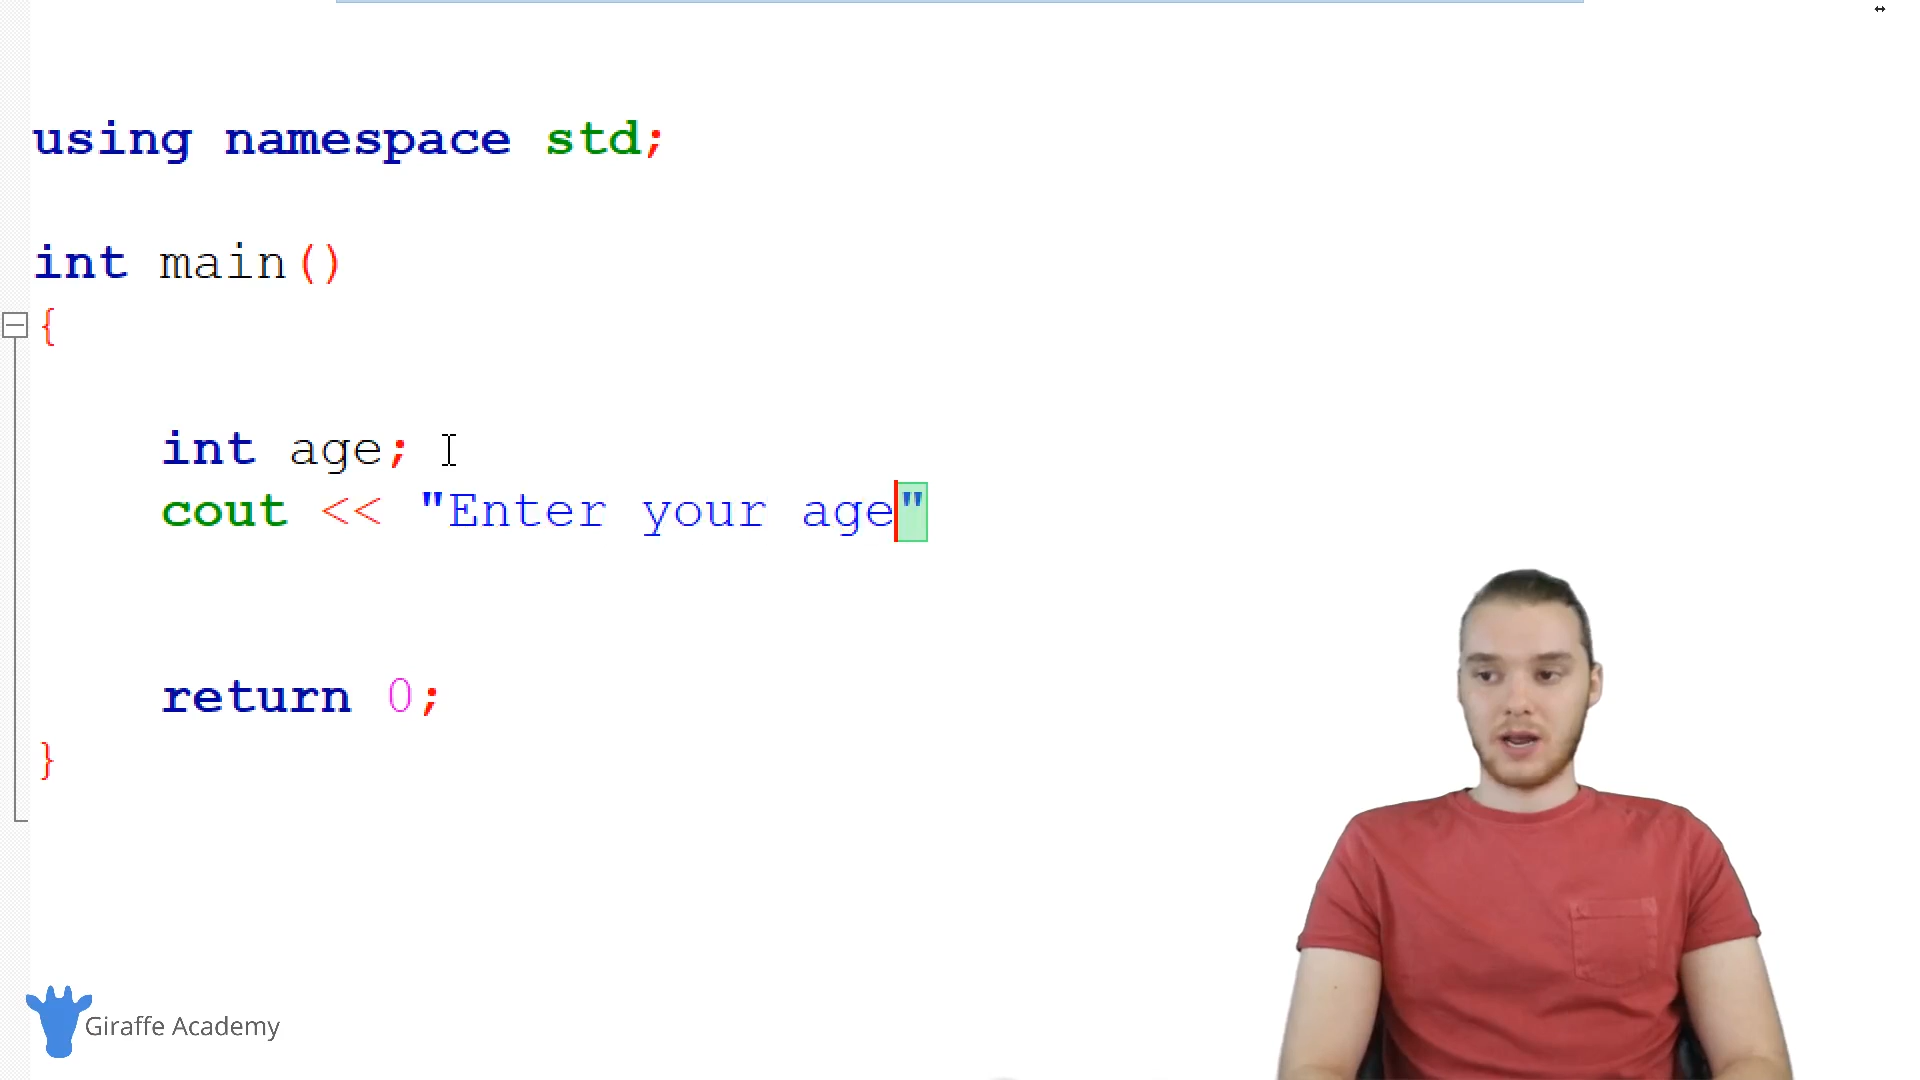 using namespace std;
int main()
{
int age;
cout << "Enter your age"
return 0;
}
Giraffe Academy